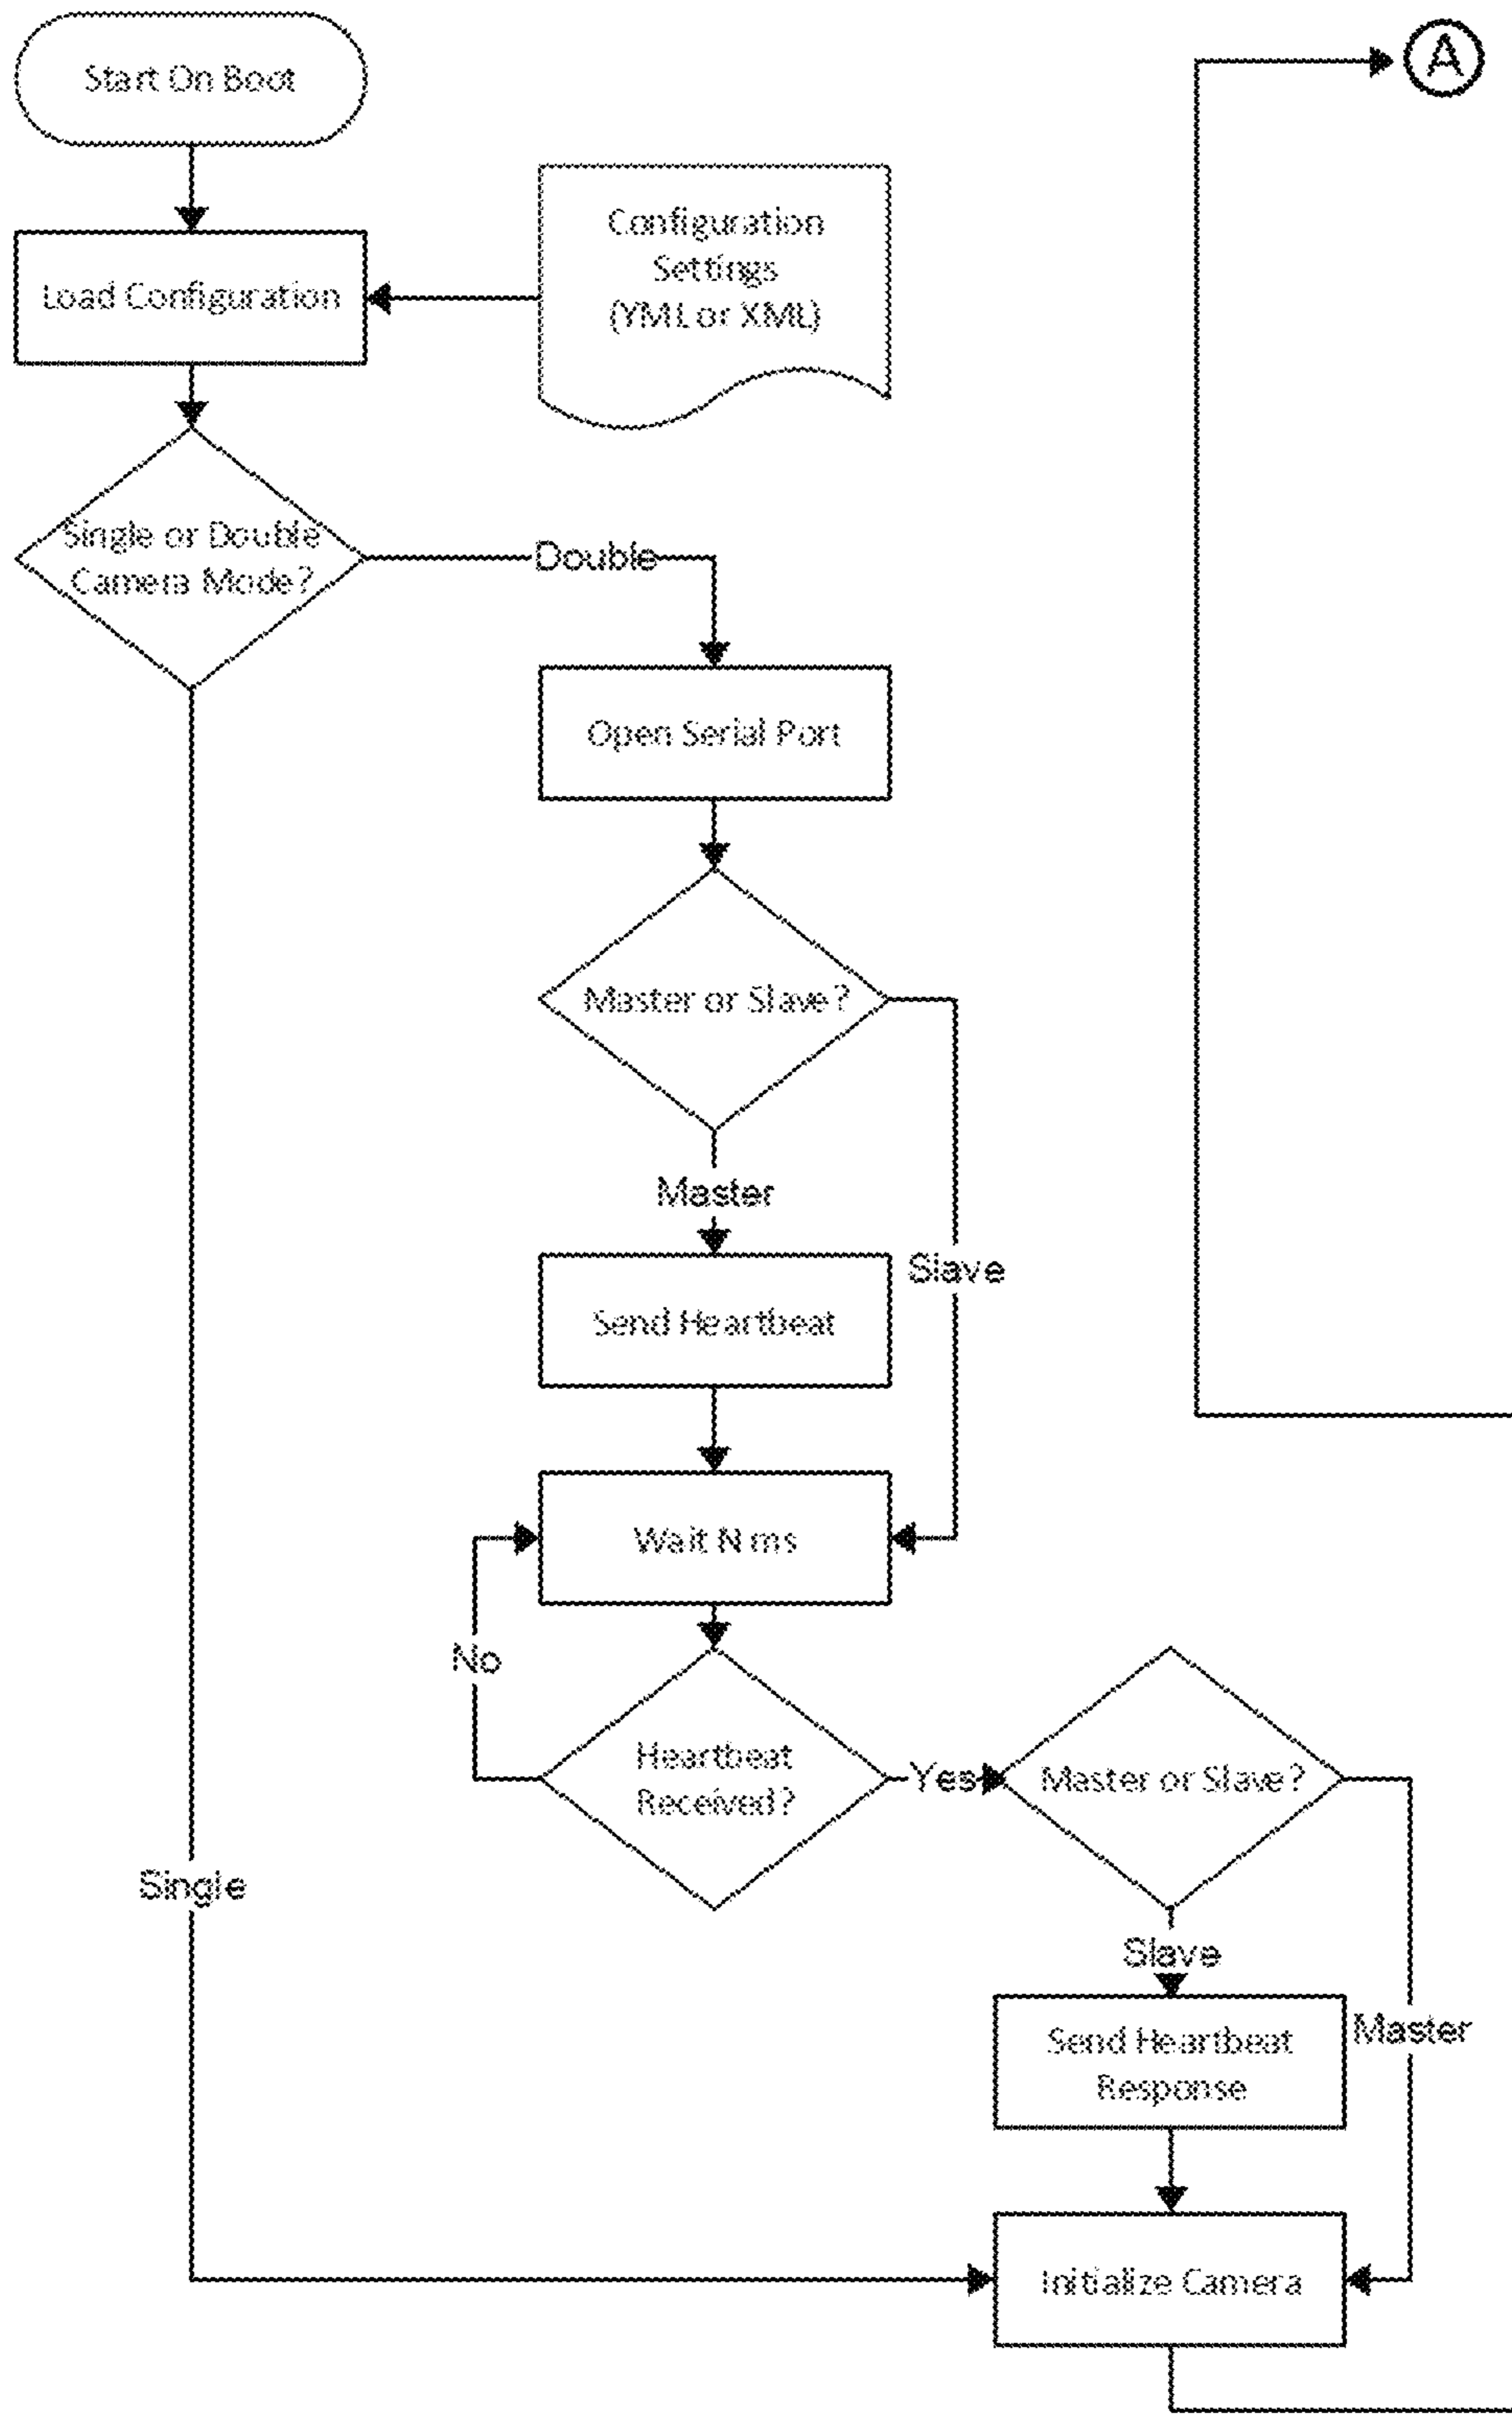 Start On Boot
A
Configuration
Settings
(YML or XML)
Load Configuration
Single or Double
Camera Mode?
Double
Open Serial Port
Master or Slave?
Master
Slave
Send Heartbeat
Wait N ms
No
Heartbeat
Received?
Yes
Master or Slave?
Single
Slave
Master
Send Heartbeat
Response
Initialize Camera